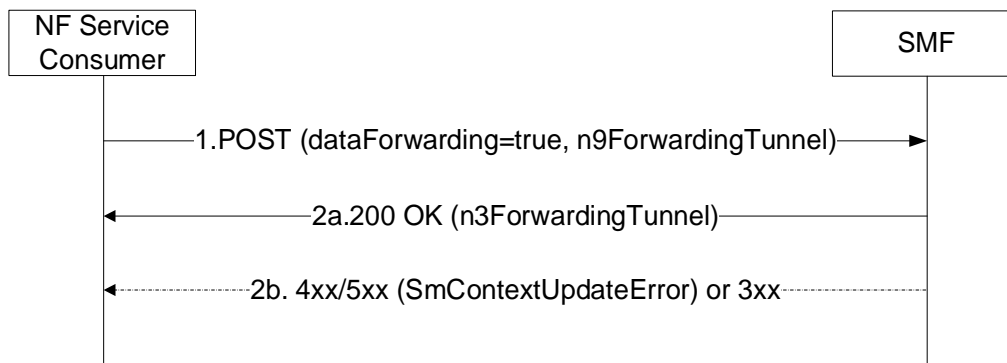 NF Service
Consumer
SMF
1.POST (dataForwarding=true, n9ForwardingTunnel)
2a.200 OK (n3ForwardingTunnel)
2b. 4xx/5xx (SmContextUpdateError) or 3xx